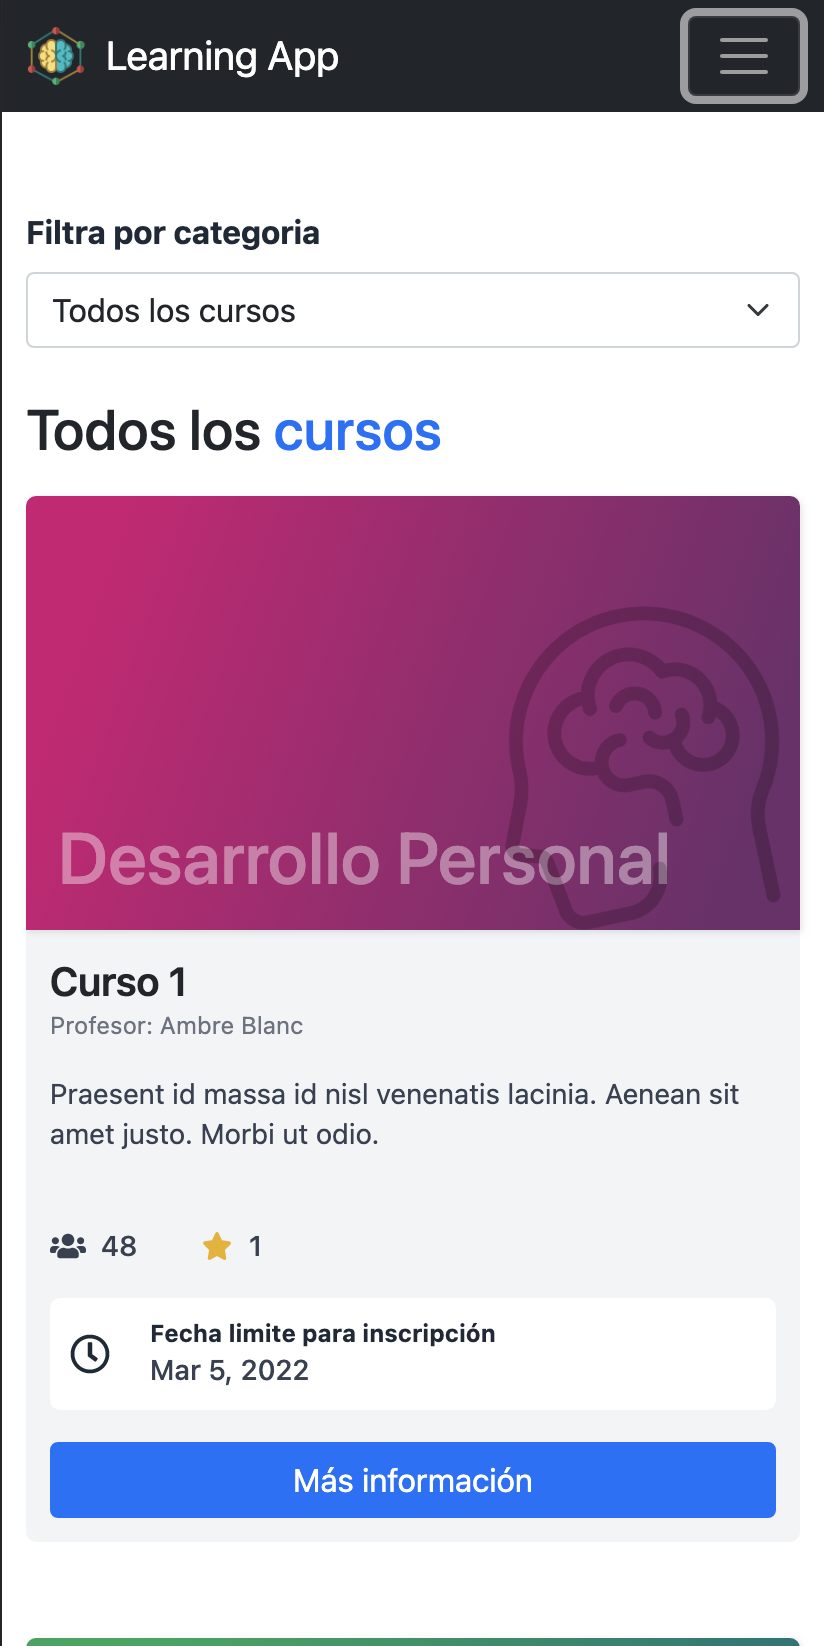 Learning App
Filtra por categoria
Todos los cursos
Todos los cursos
Desarrollo Personal
Curso 1
Profesor: Ambre Blanc
Praesent id massa id nisl venenatis lacinia. Aenean sit
amet justo. Morbi ut odio.
48 1
Fecha limite para inscripción
Mar 5, 2022
Más información